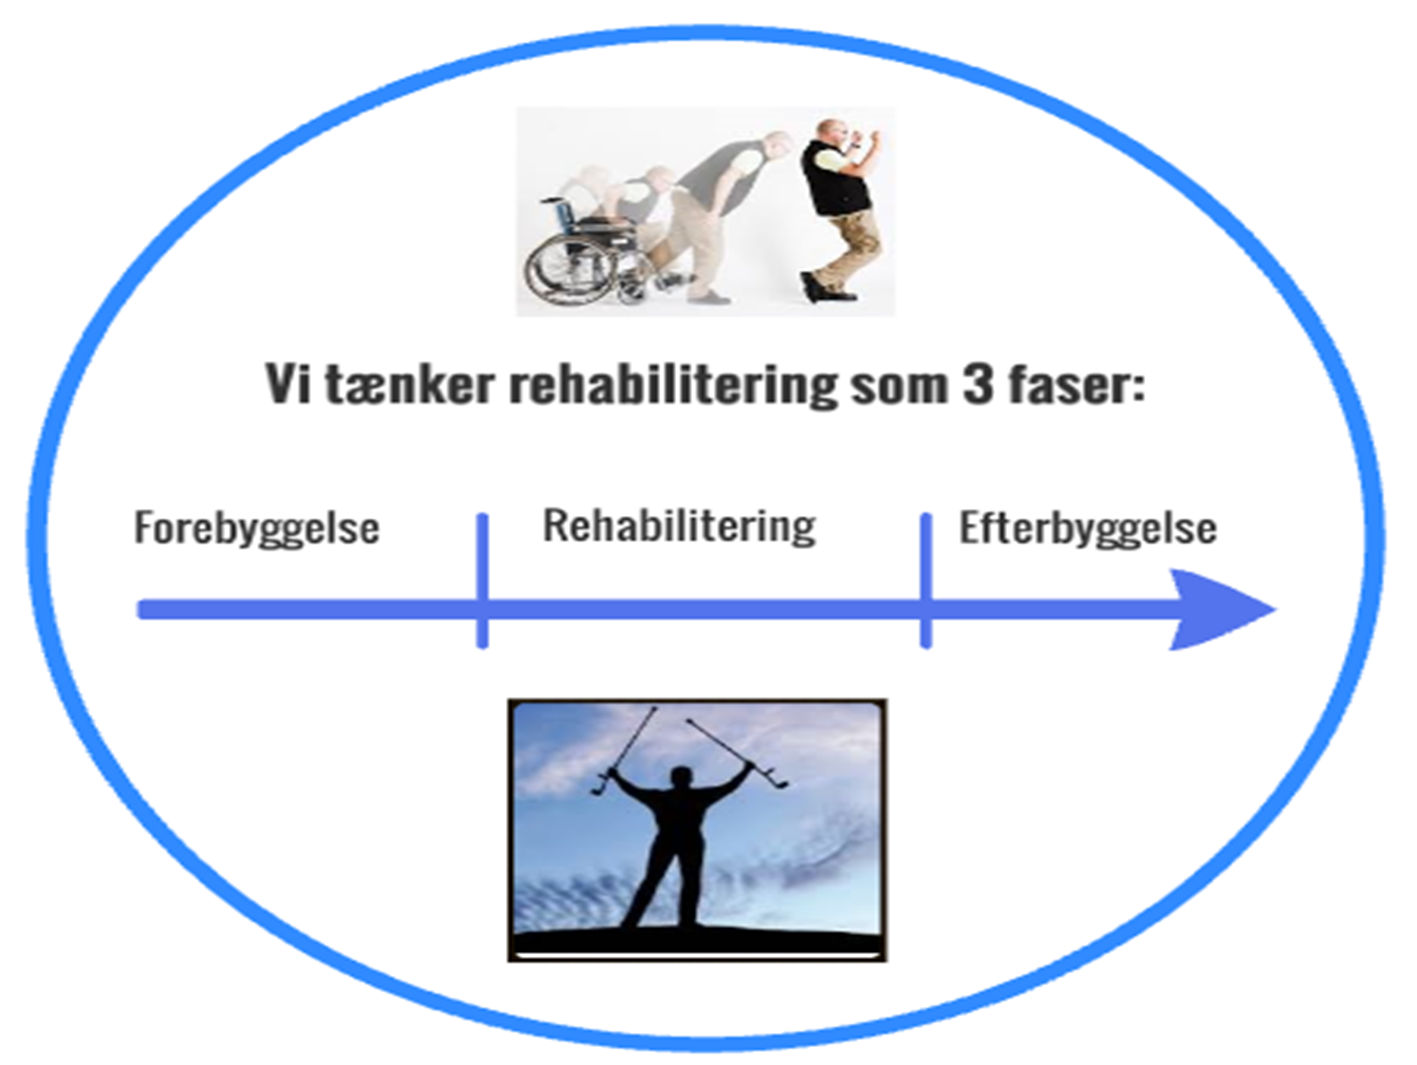 Vi tænker rehabilitering som 3 faser:
Forebyggelse
Rehabilitering
Efterbyggelse